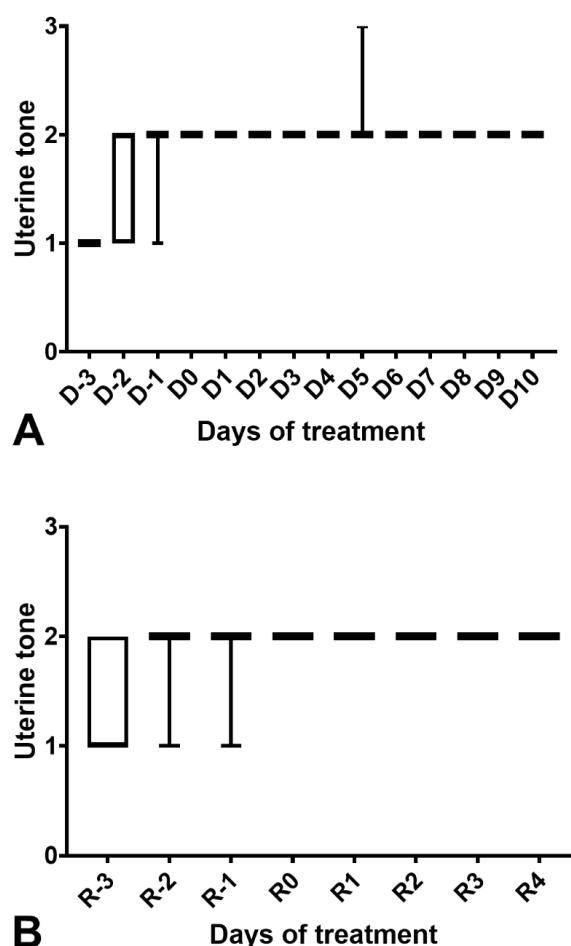 3
2
1
0
Uterine tone
D-3 D-2 D-1 D0 D1 D2 D3 D4 D5 D6 D7 D8 D9 D10
A Days of treatment
3
2
1
0
Uterine tone
R-3 R-2 R-1 R0 R1 R2 R3 R4
B Days of treatment